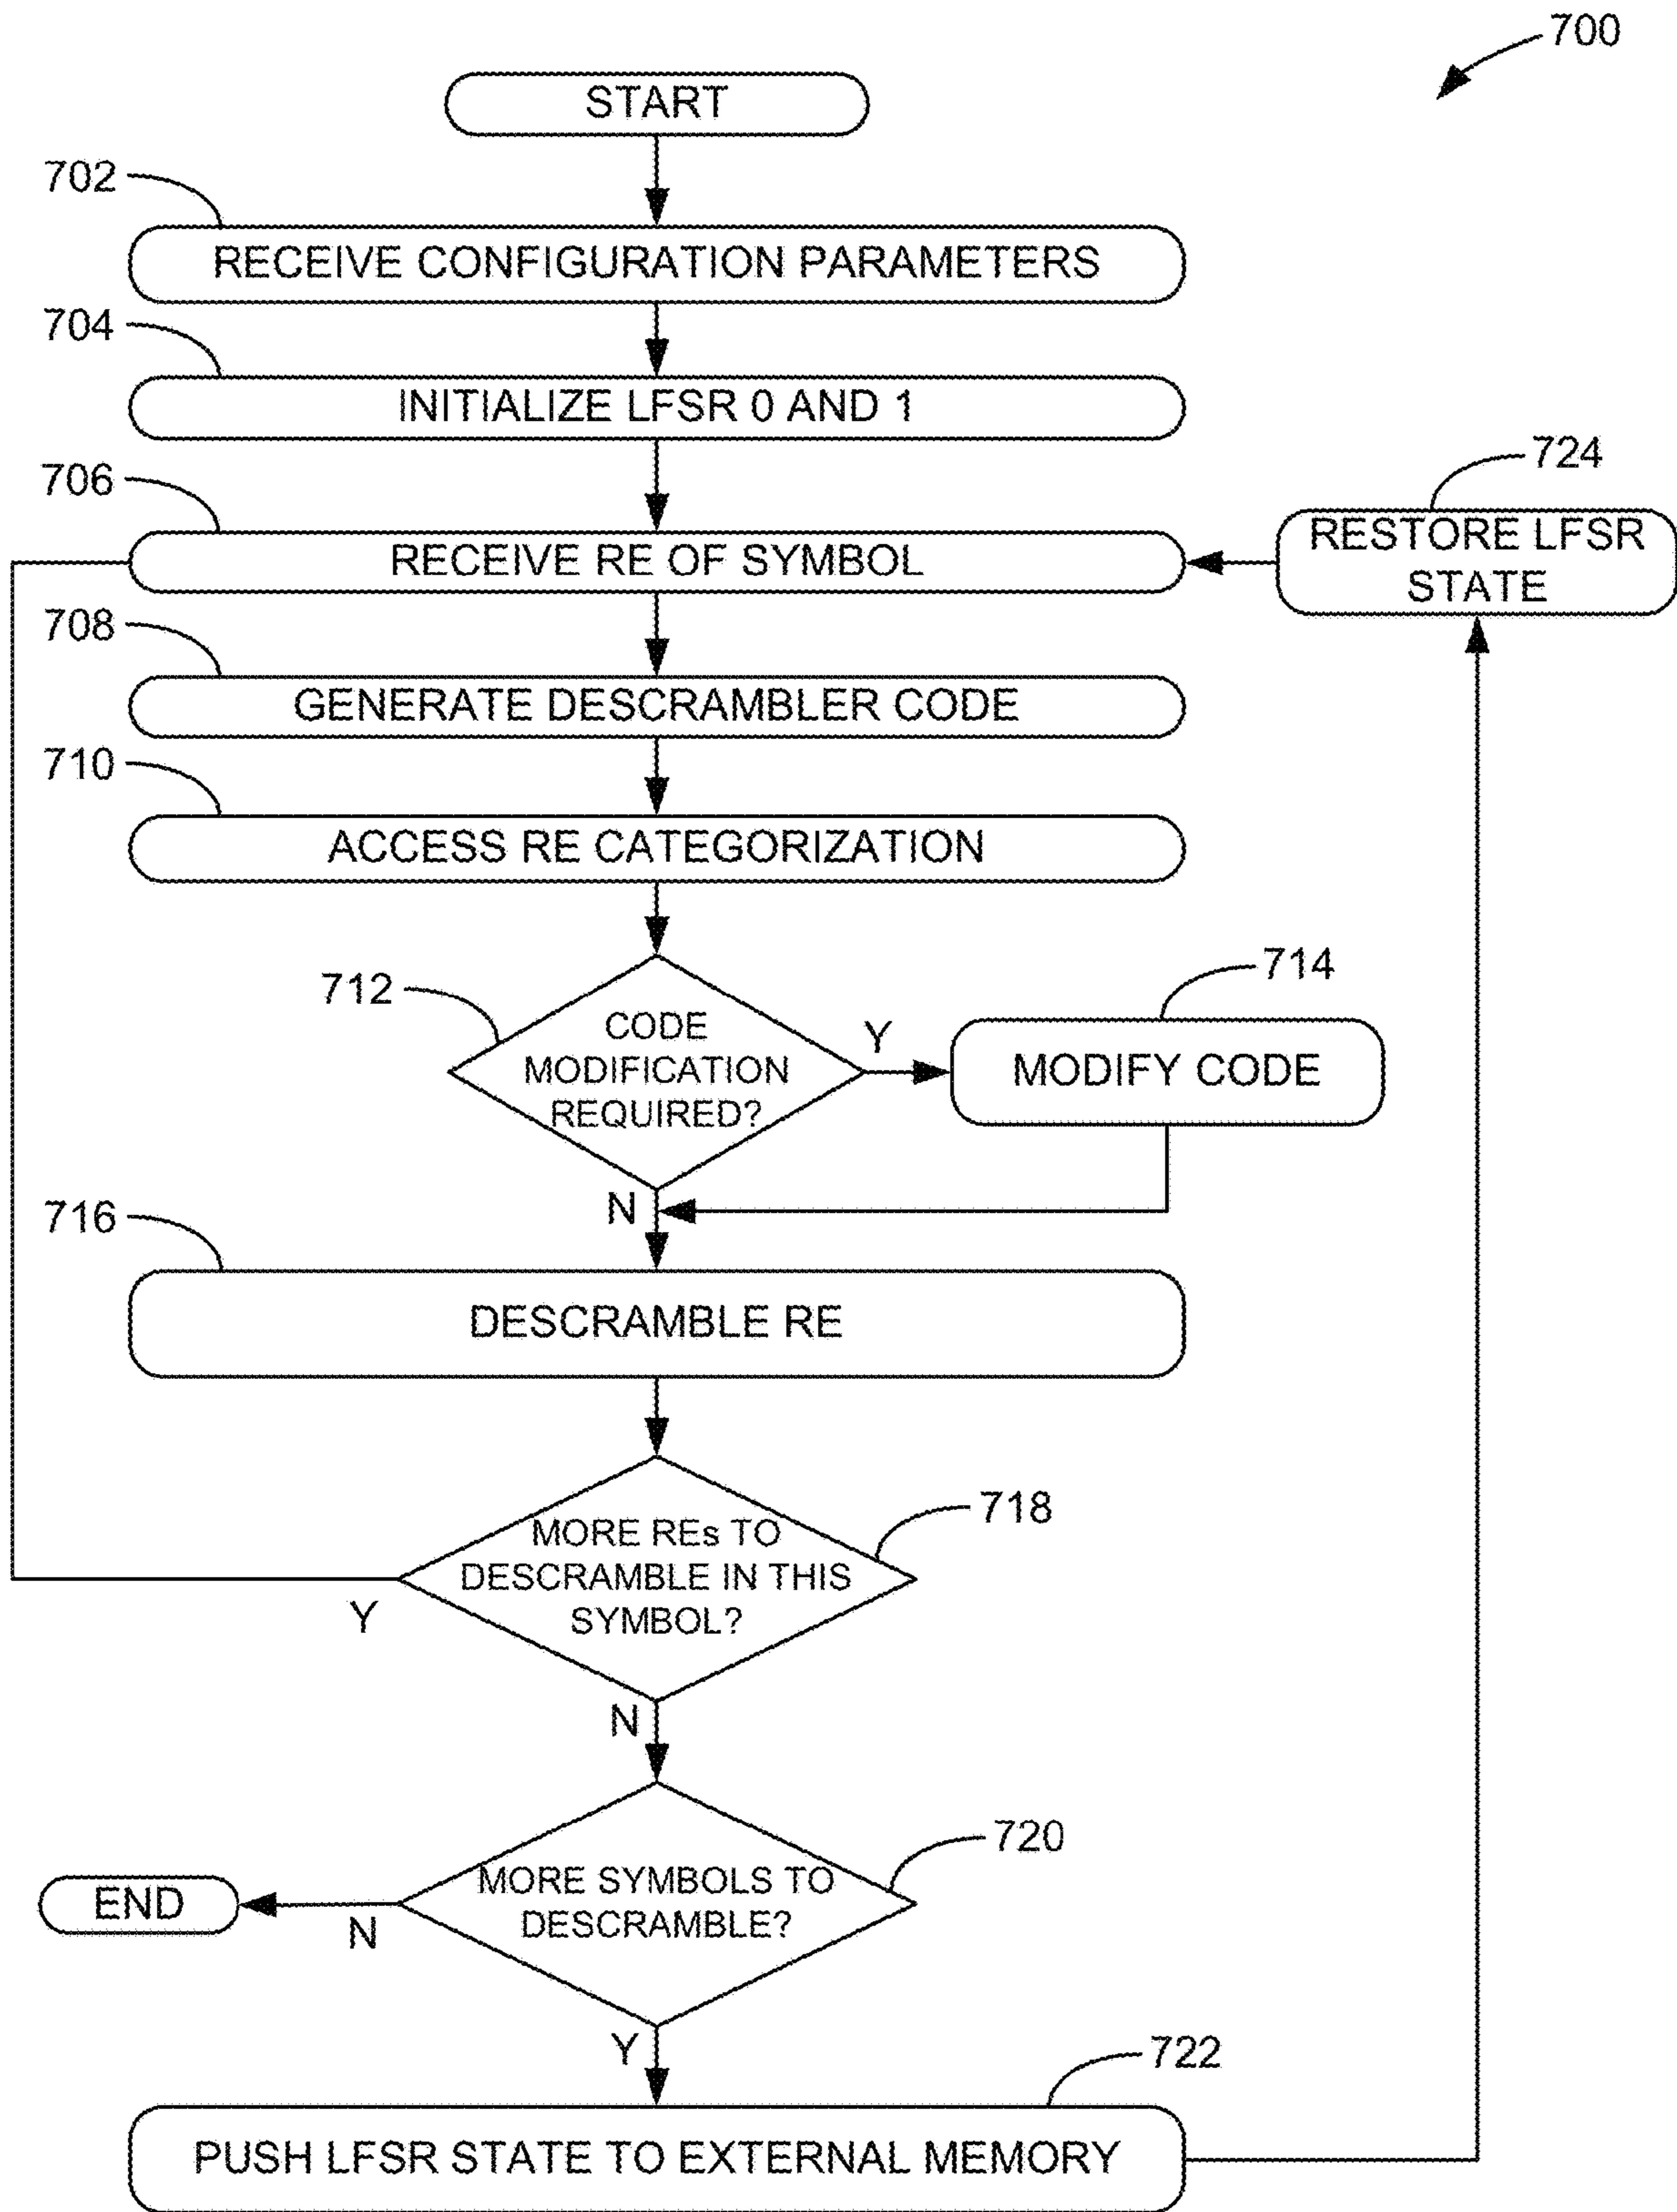 700
START
702
RECEIVE CONFIGURATION PARAMETERS
704
INITIALIZE LFSR 0 AND 1
706
RECEIVE RE OF SYMBOL
724
RESTORE LFSR
STATE
708
GENERATE DESCRAMBLER CODE
710
ACCESS RE CATEGORIZATION
712
CODE
MODIFICATION
REQUIRED?
Y
714
MODIFY CODE
N
716
DESCRAMBLE RE
718
MORE REs TO
DESCRAMBLE IN THIS
SYMBOL?
Y
N
720
MORE SYMBOLS TO
DESCRAMBLE?
END
N
Y
722
PUSH LFSR STATE TO EXTERNAL MEMORY